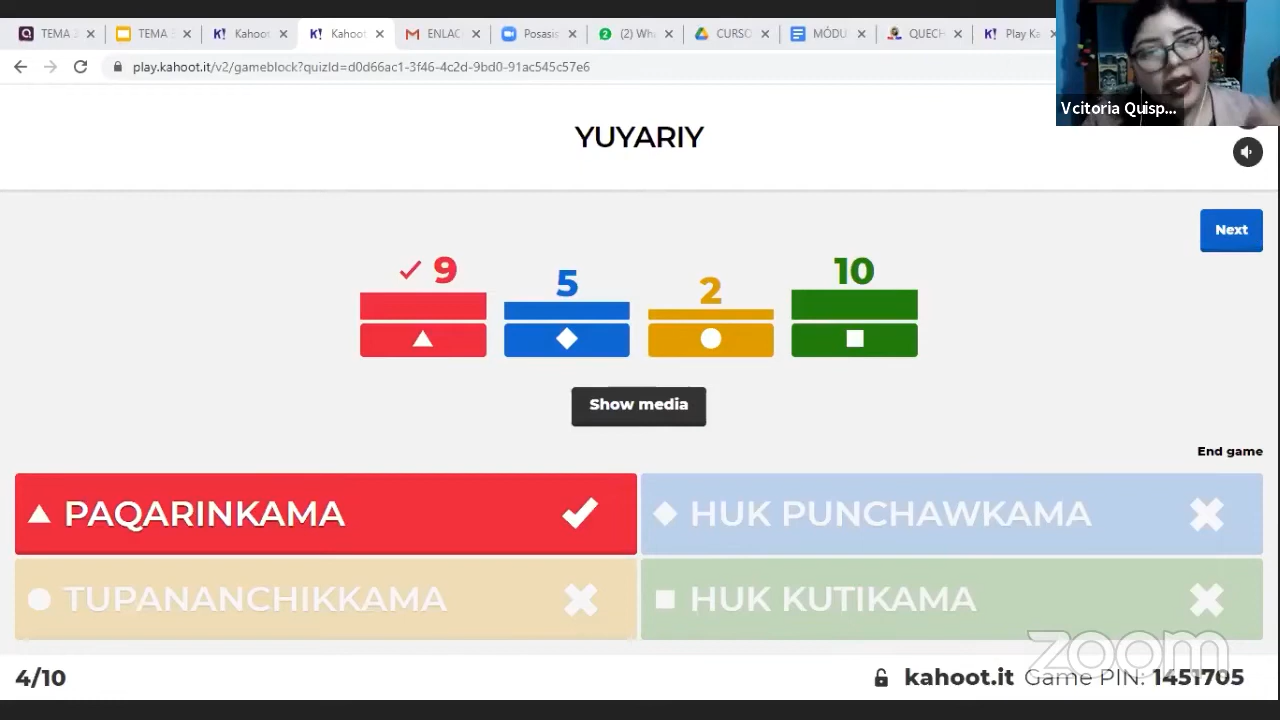 TEMA
TEMA
Kahoot
Kahoot
ENLAC
Posasis
(2) Wha
CURSO
MÓDU
QUECH
Play Ka
play.kahoot.it/v2/gameblock?quizId=d0d66ac1-3f46-4c2d-9bd0-91ac545c57e6
Vcitoria Quisp...
YUYARIY
Next
9
5
2
10
Show media
End game
PAQARINKAMA
HUK PUNCHAWKAMA
TUPANANCHIKKAMA
HUK KUTIKAMA
zoom
4/10
kahoot.it Game PIN: 1451705